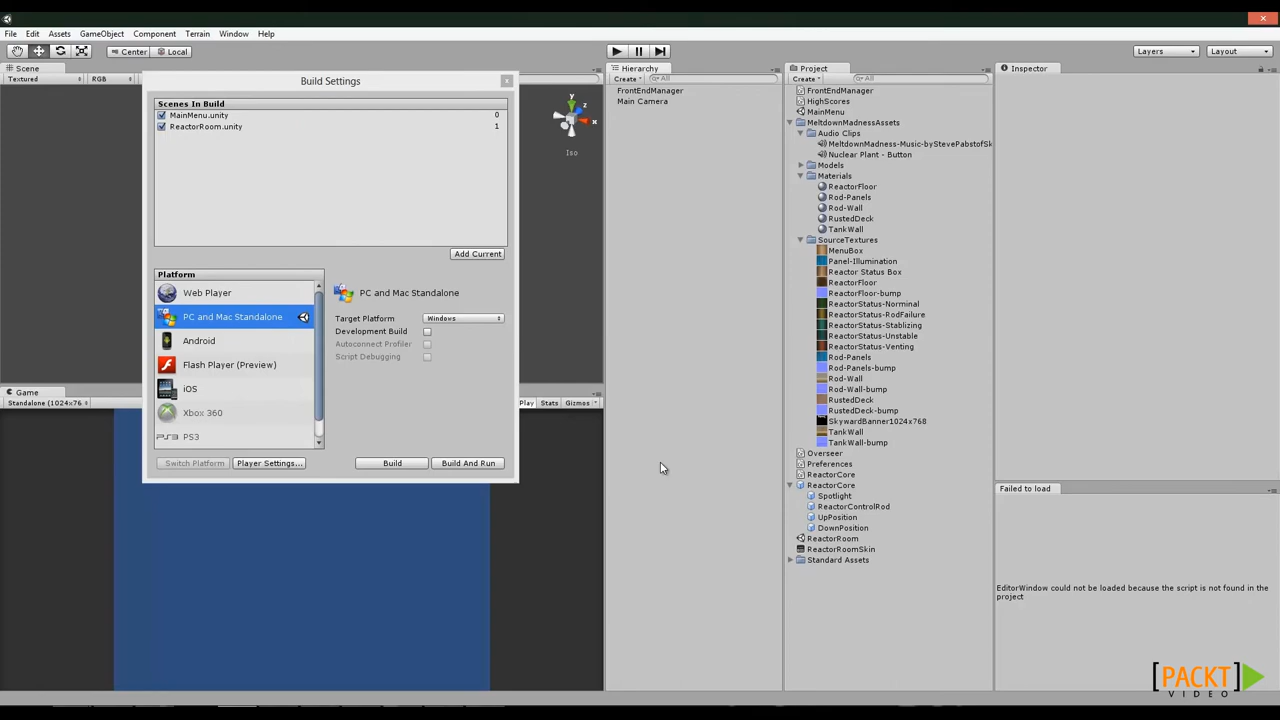 File Edit Assets GameObject Component Terrain Window Help
Center Local
Layers Layout
Scene
Textured RGB
Iso
Build Settings
Scenes In Build
MainMenu.unity 0
ReactorRoom.unity 1
Add Current
Platform
Web Player
PC and Mac Standalone
Android
Flash Player (Preview)
iOS
Xbox 360
PS3
PC and Mac Standalone
Target Platform Windows
Development Build
Autoconnect Profiler
Script Debugging
Switch Platform Player Settings... Build Build And Run
Game
Standalone (1024x76 Play Stats Gizmos
Hierarchy
Create All
FrontEndManager
Main Camera
Project
Create All
FrontEndManager
HighScores
MainMenu
MeltdownMadnessAssets
Audio Clips
MeltdownMadness-Music-byStevePabstofSk
Nuclear Plant - Button
Models
Materials
ReactorFloor
Rod-Panels
Rod-Wall
RustedDeck
TankWall
SourceTextures
MenuBox
Panel-Illumination
Reactor Status Box
ReactorFloor
ReactorFloor-bump
ReactorStatus-Norminal
ReactorStatus-RodFailure
ReactorStatus-Stablizing
ReactorStatus-Unstable
ReactorStatus-Venting
Rod-Panels
Rod-Panels-bump
Rod-Wall
Rod-Wall-bump
RustedDeck
RustedDeck-bump
SkywardBanner1024x768
TankWall
TankWall-bump
Overseer
Preferences
ReactorCore
ReactorCore
Spotlight
ReactorControlRod
UpPosition
DownPosition
ReactorRoom
ReactorRoomSkin
Standard Assets
Inspector
Failed to load
EditorWindow could not be loaded because the script is not found in the
project
[PACKT]
VIDEO